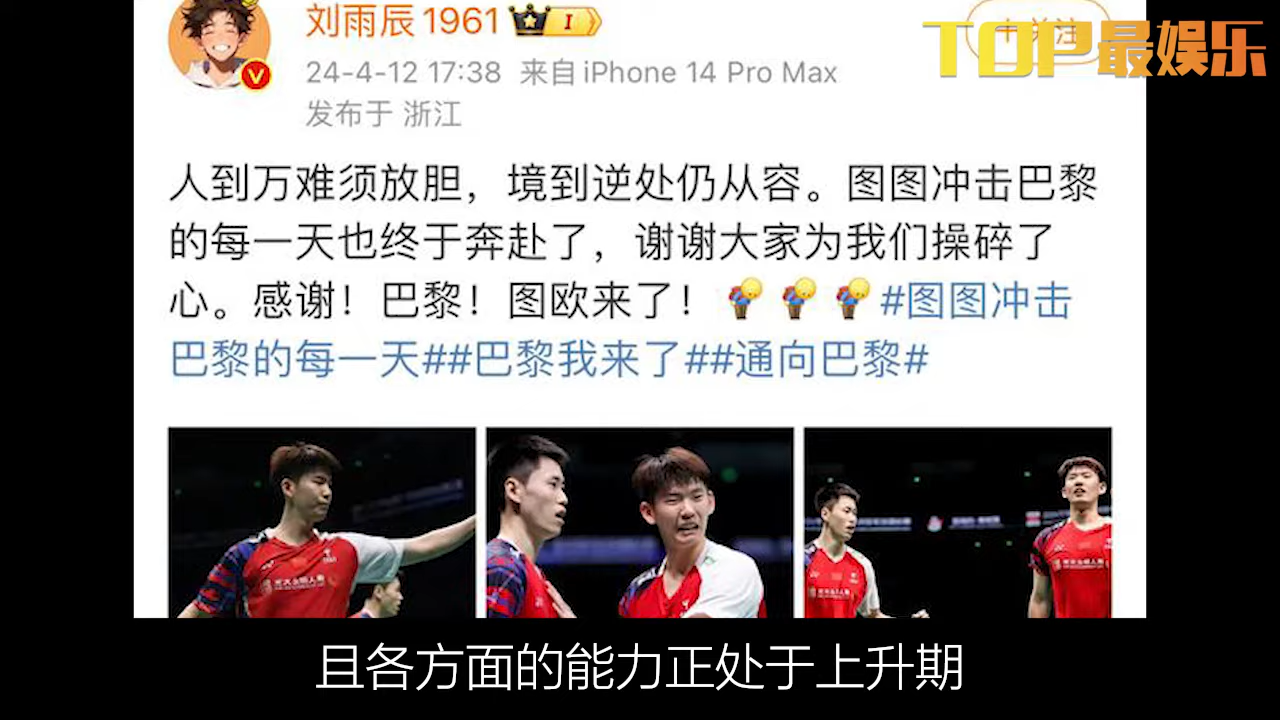 刘雨辰1961 I
TOP最娱乐
24-4-12 17:38 来自 iPhone 14 Pro Max
发布于 浙江
人到万难须放胆，境到逆处仍从容。图图冲击巴黎
的每一天也终于奔赴了，谢谢大家为我们操碎了
心。感谢！巴黎！图欧来了！#图图冲击
巴黎的每一天##巴黎我来了##通向巴黎#
且各方面的能力正处于上升期